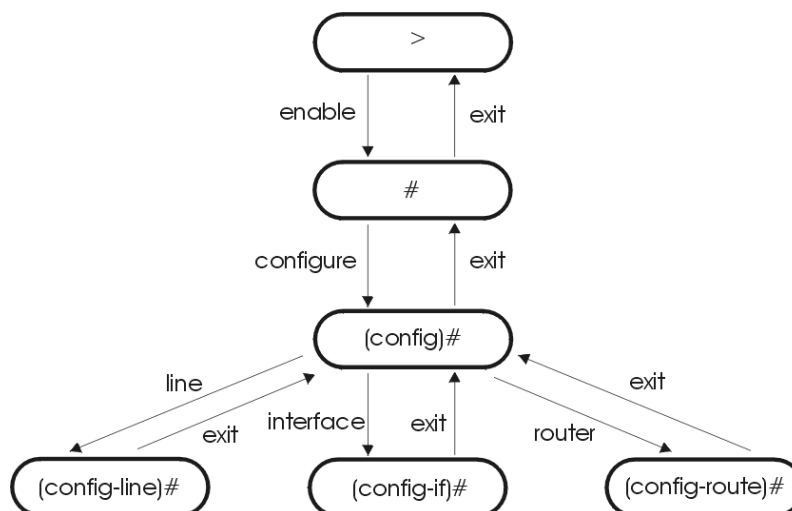 >
enable
exit
#
configure
exit
(config)#
line
exit
interface
exit
router
exit
(config-line)#
(config-if)#
(config-route)#